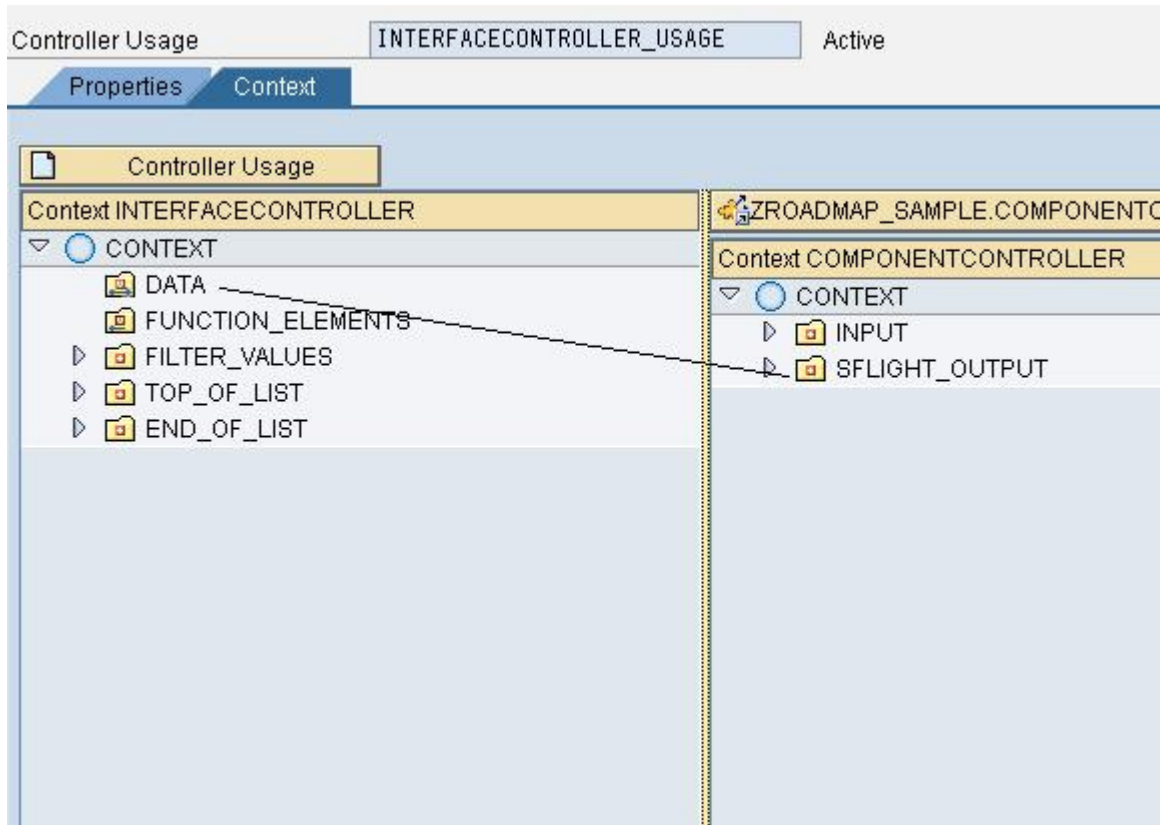 Controller Usage INTERFACECONTROLLER_USAGE Active
Properties Context
Controller Usage
Context INTERFACECONTROLLER
CONTEXT
DATA
FUNCTION_ELEMENTS
FILTER_VALUES
TOP_OF_LIST
END_OF_LIST
ZROADMAP_SAMPLE.COMPONENTC
Context COMPONENTCONTROLLER
CONTEXT
INPUT
SFLIGHT_OUTPUT